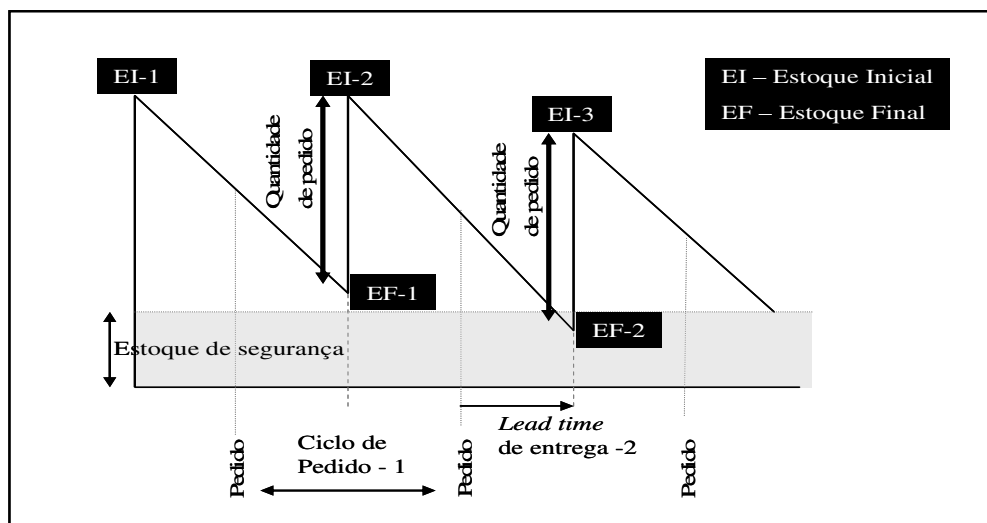 EI-1
EI-2
EI-3
EI – Estoque Inicial
EF – Estoque Final
Quantidade
de pedido
Quantidade
de pedido
EF-1
EF-2
Estoque de segurança
Pedido
Ciclo de
Pedido - 1
Pedido
Lead time
de entrega -2
Pedido